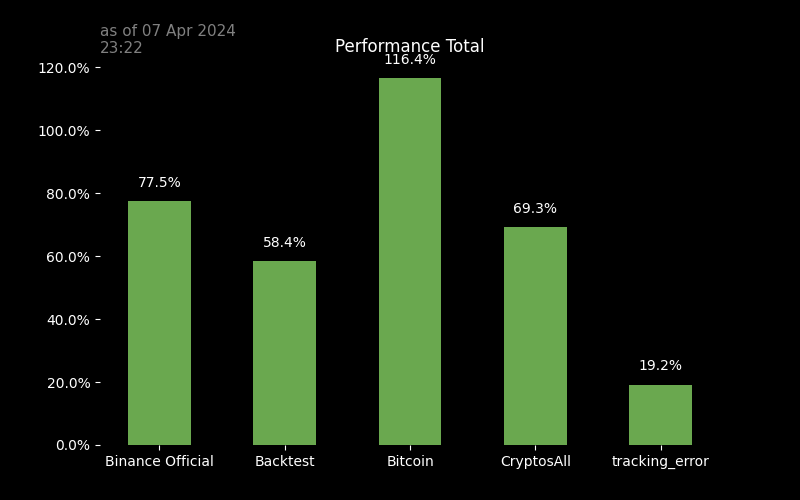 as of 07 Apr 2024
23:22
Performance Total
120.0%
100.0%
80.0%
60.0%
40.0%
20.0%
0.0%
77.5%
58.4%
116.4%
69.3%
19.2%
Binance Official
Backtest
Bitcoin
CryptosAll
tracking_error